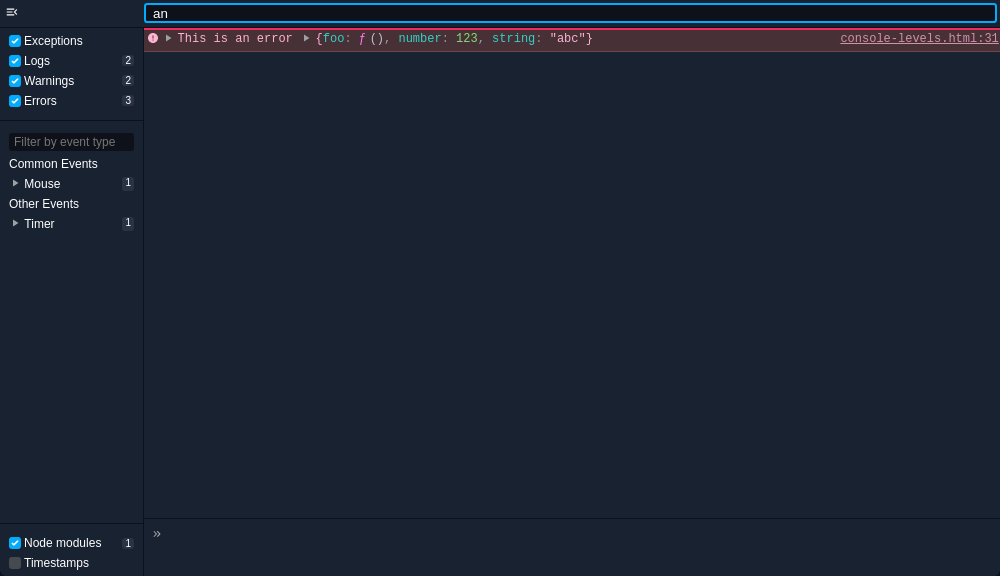 an
Exceptions
Logs 2
Warnings 2
Errors 3
Filter by event type
Common Events
Mouse 1
Other Events
Timer 1
Node modules 1
Timestamps
This is an error {foo: ƒ (), number: 123, string: "abc"} console-levels.html:31
»